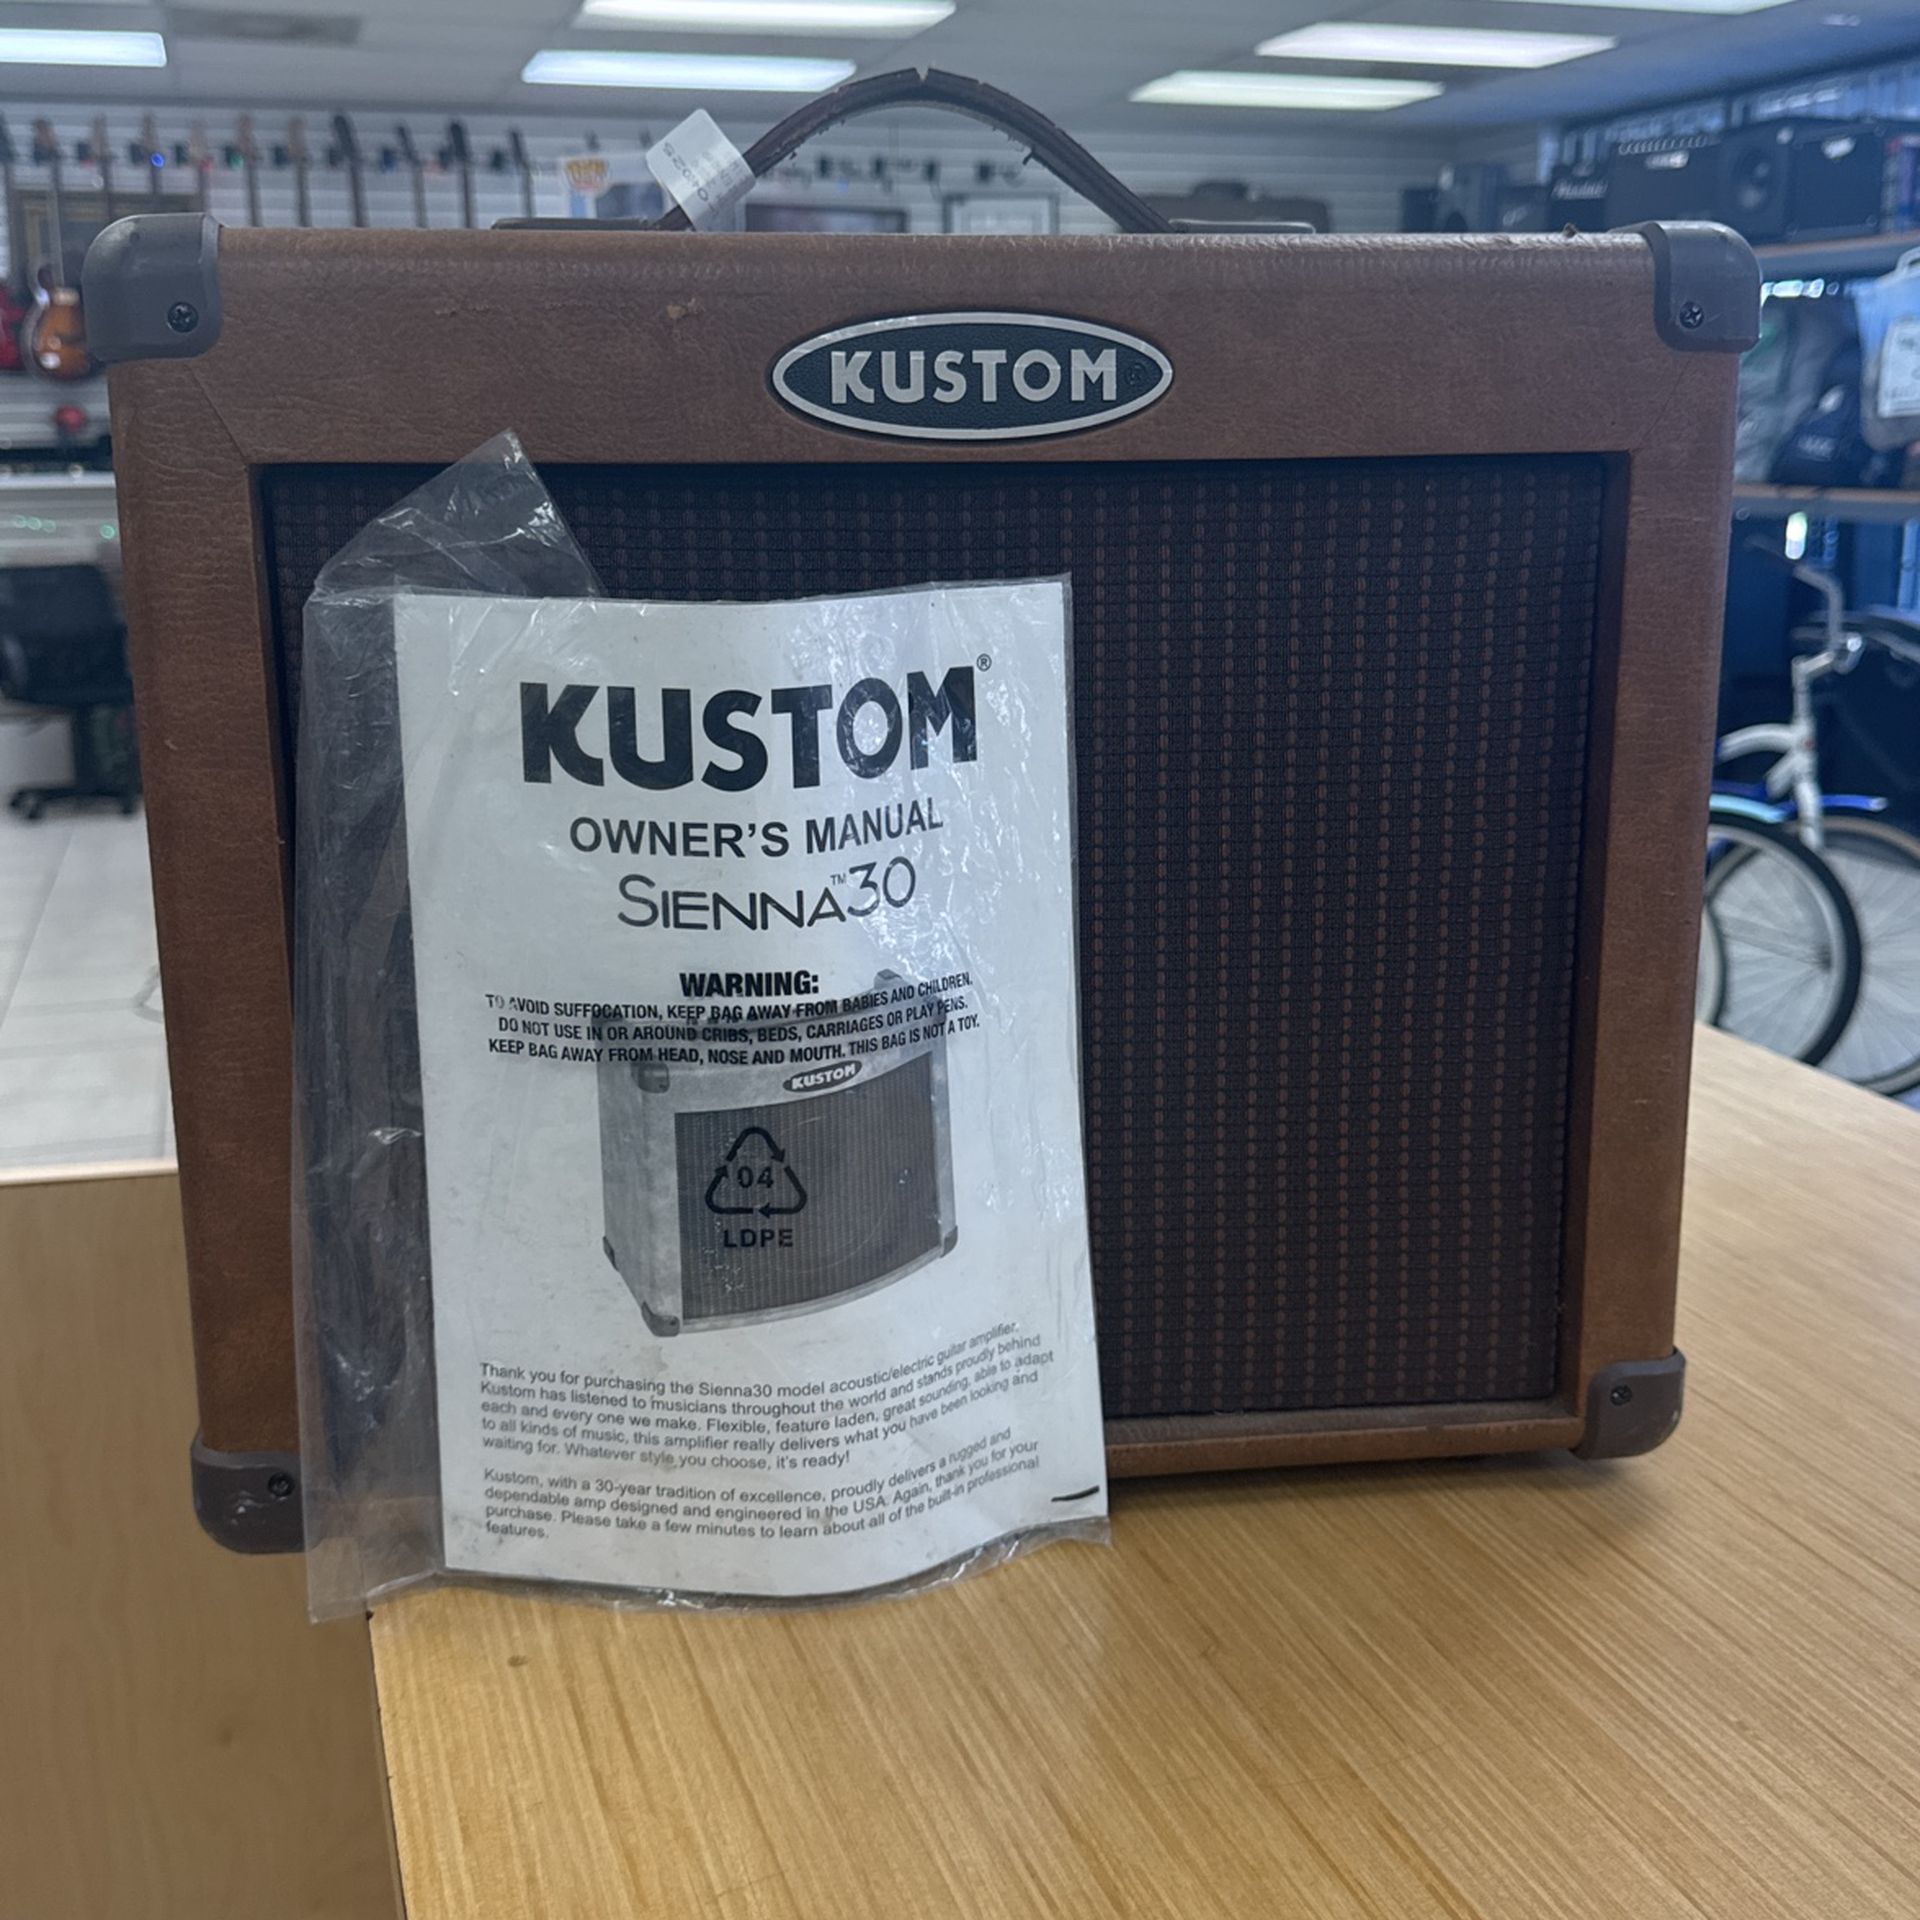 KUSTOM
KUSTOM®
OWNER'S MANUAL
SIENNA™30
WARNING:
TO AVOID SUFFOCATION, KEEP BAG AWAY FROM BABIES AND CHILDREN.
DO NOT USE IN OR AROUND CRIBS, BEDS, CARRIAGES OR PLAY PENS.
KEEP BAG AWAY FROM HEAD, NOSE AND MOUTH. THIS BAG IS NOT A TOY.
KUSTOM
04
LDPE
Thank you for purchasing the Sienna30 model acoustic/electric guitar amplifier.
Kustom has listened to musicians throughout the world and stands proudly behind
each and every one we make. Flexible, feature laden, great sounding, able to adapt
to all kinds of music, this amplifier really delivers what you have been looking and
waiting for. Whatever style you choose, it's ready!
Kustom, with a 30-year tradition of excellence, proudly delivers a rugged and
dependable amp designed and engineered in the USA. Again, thank you for your
purchase. Please take a few minutes to learn about all of the built-in professional
features.